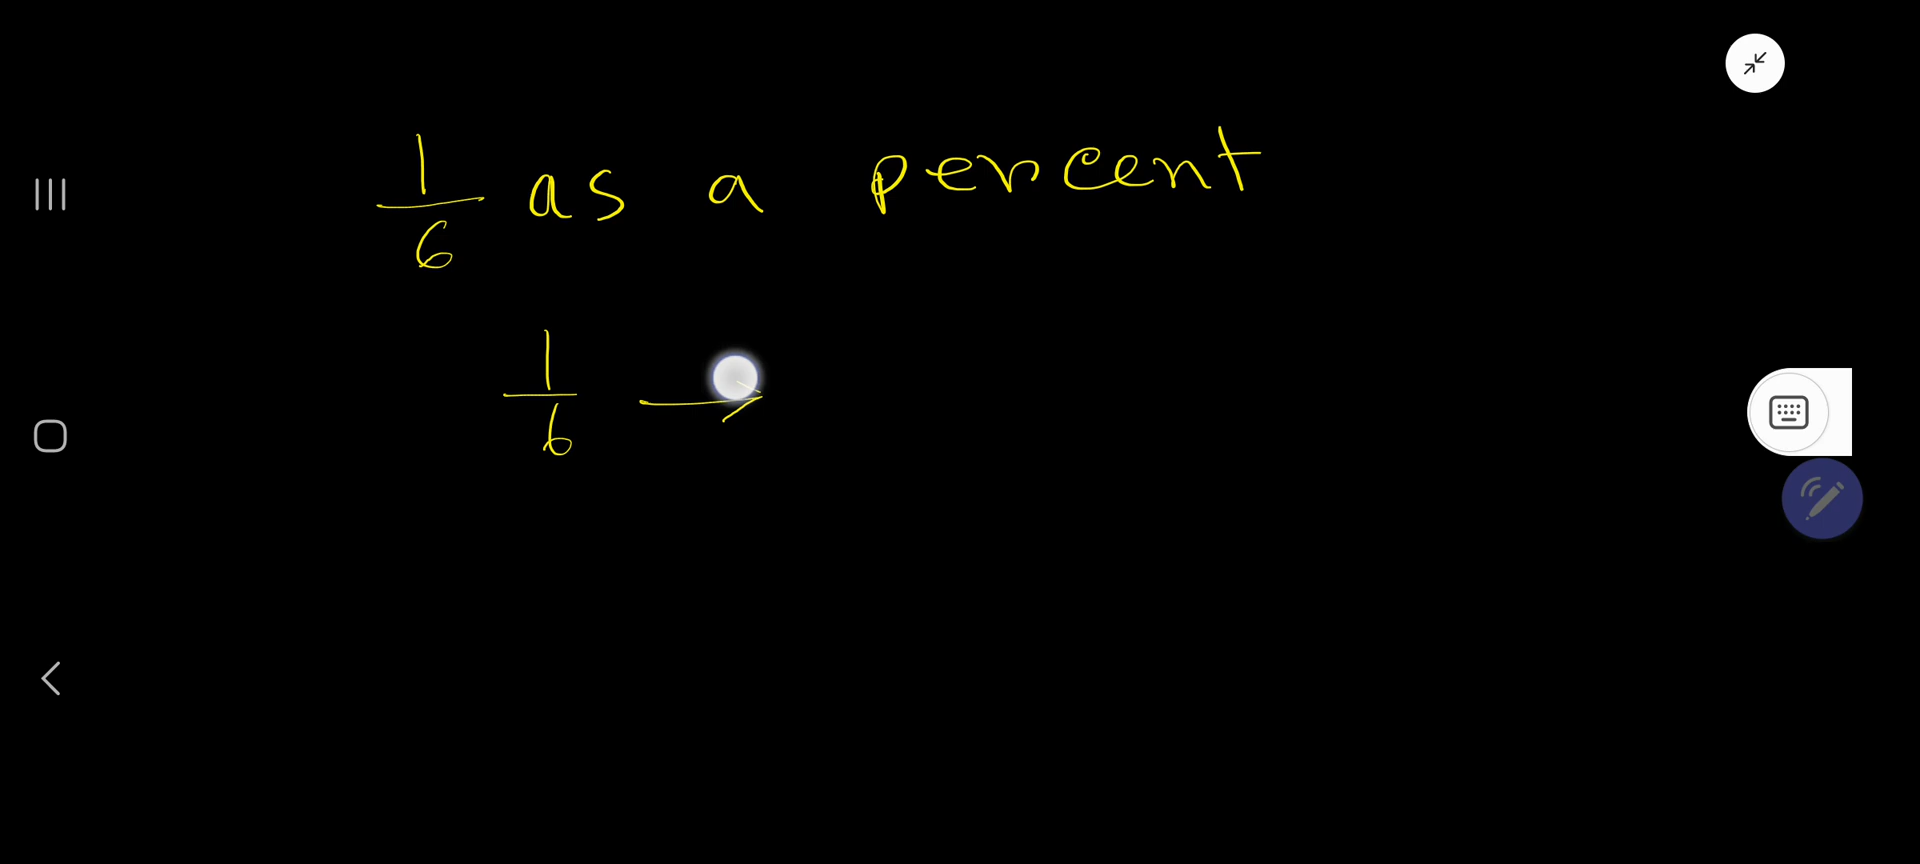 1/6 as a percent
1/6 →